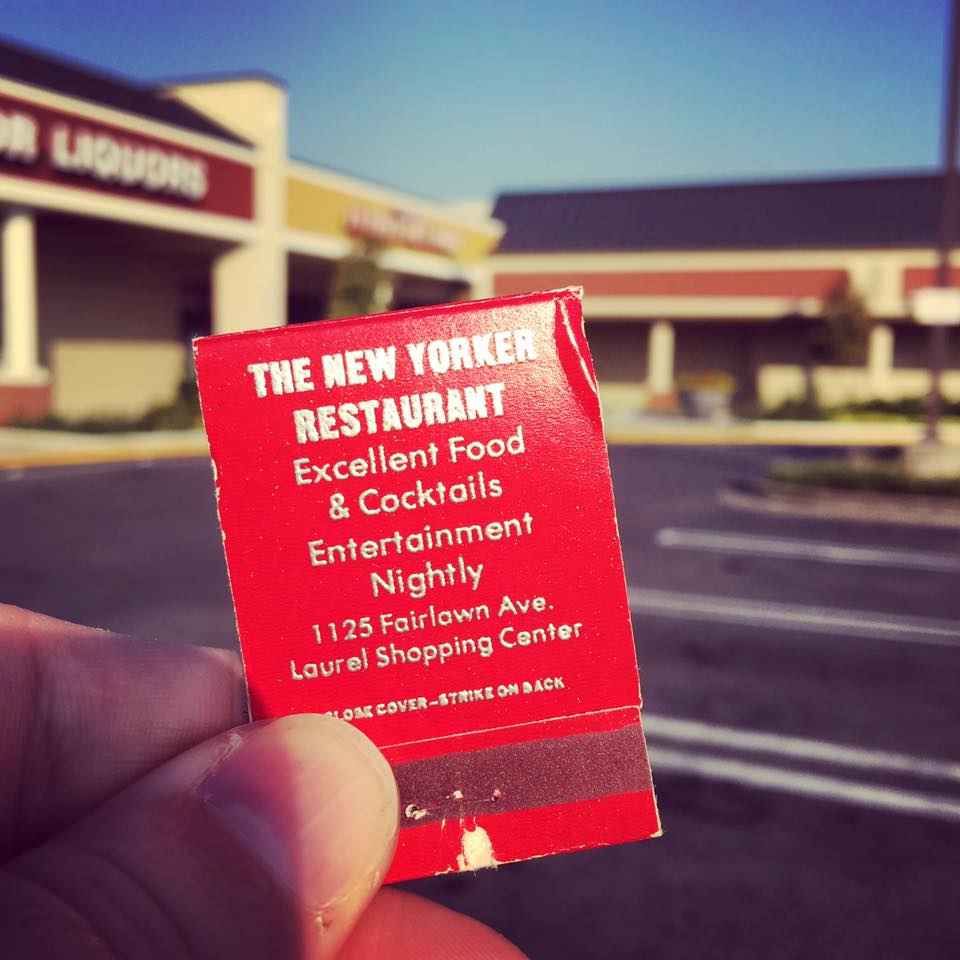 LIQUORS
THE NEW YORKER
RESTAURANT
Excellent Food
& Cocktails
Entertainment
Nightly
1125 Fairlawn Ave.
Laurel Shopping Center
COVER-STRIKE ON BACK